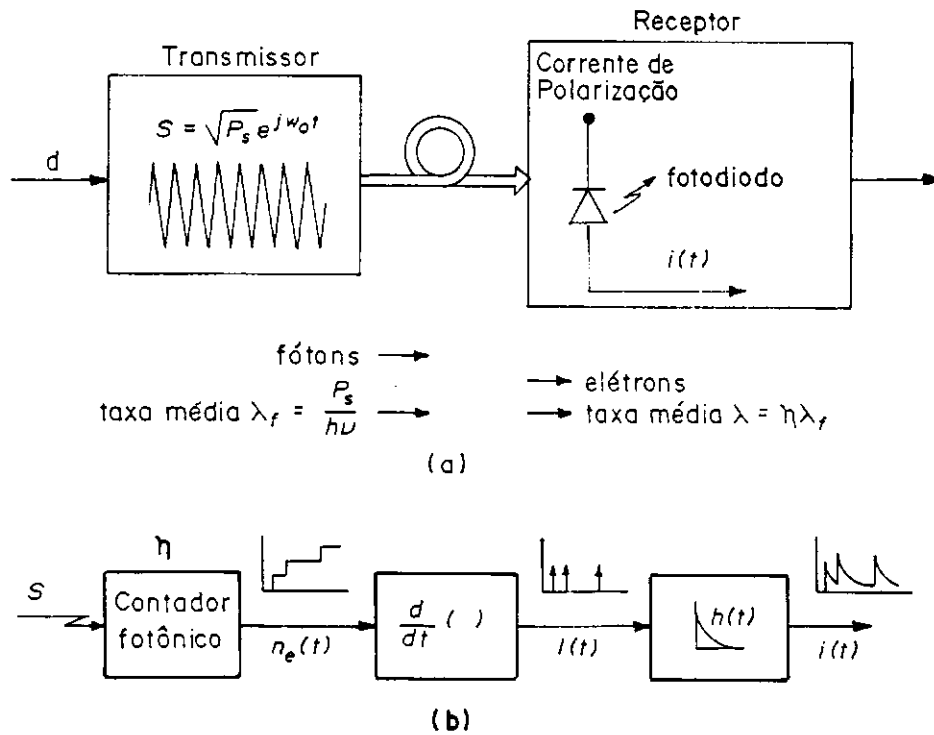 Receptor
Transmissor
Corrente de
Polarização
S = √P_s e^{jw_0t}
d
fotodiodo
i(t)
fótons
elétrons
taxa média λ_f = P_s / hν
taxa média λ = ηλ_f
(a)
η
S
Contador
fotônico
n_e(t)
d/dt ( )
I(t)
h(t)
i(t)
(b)